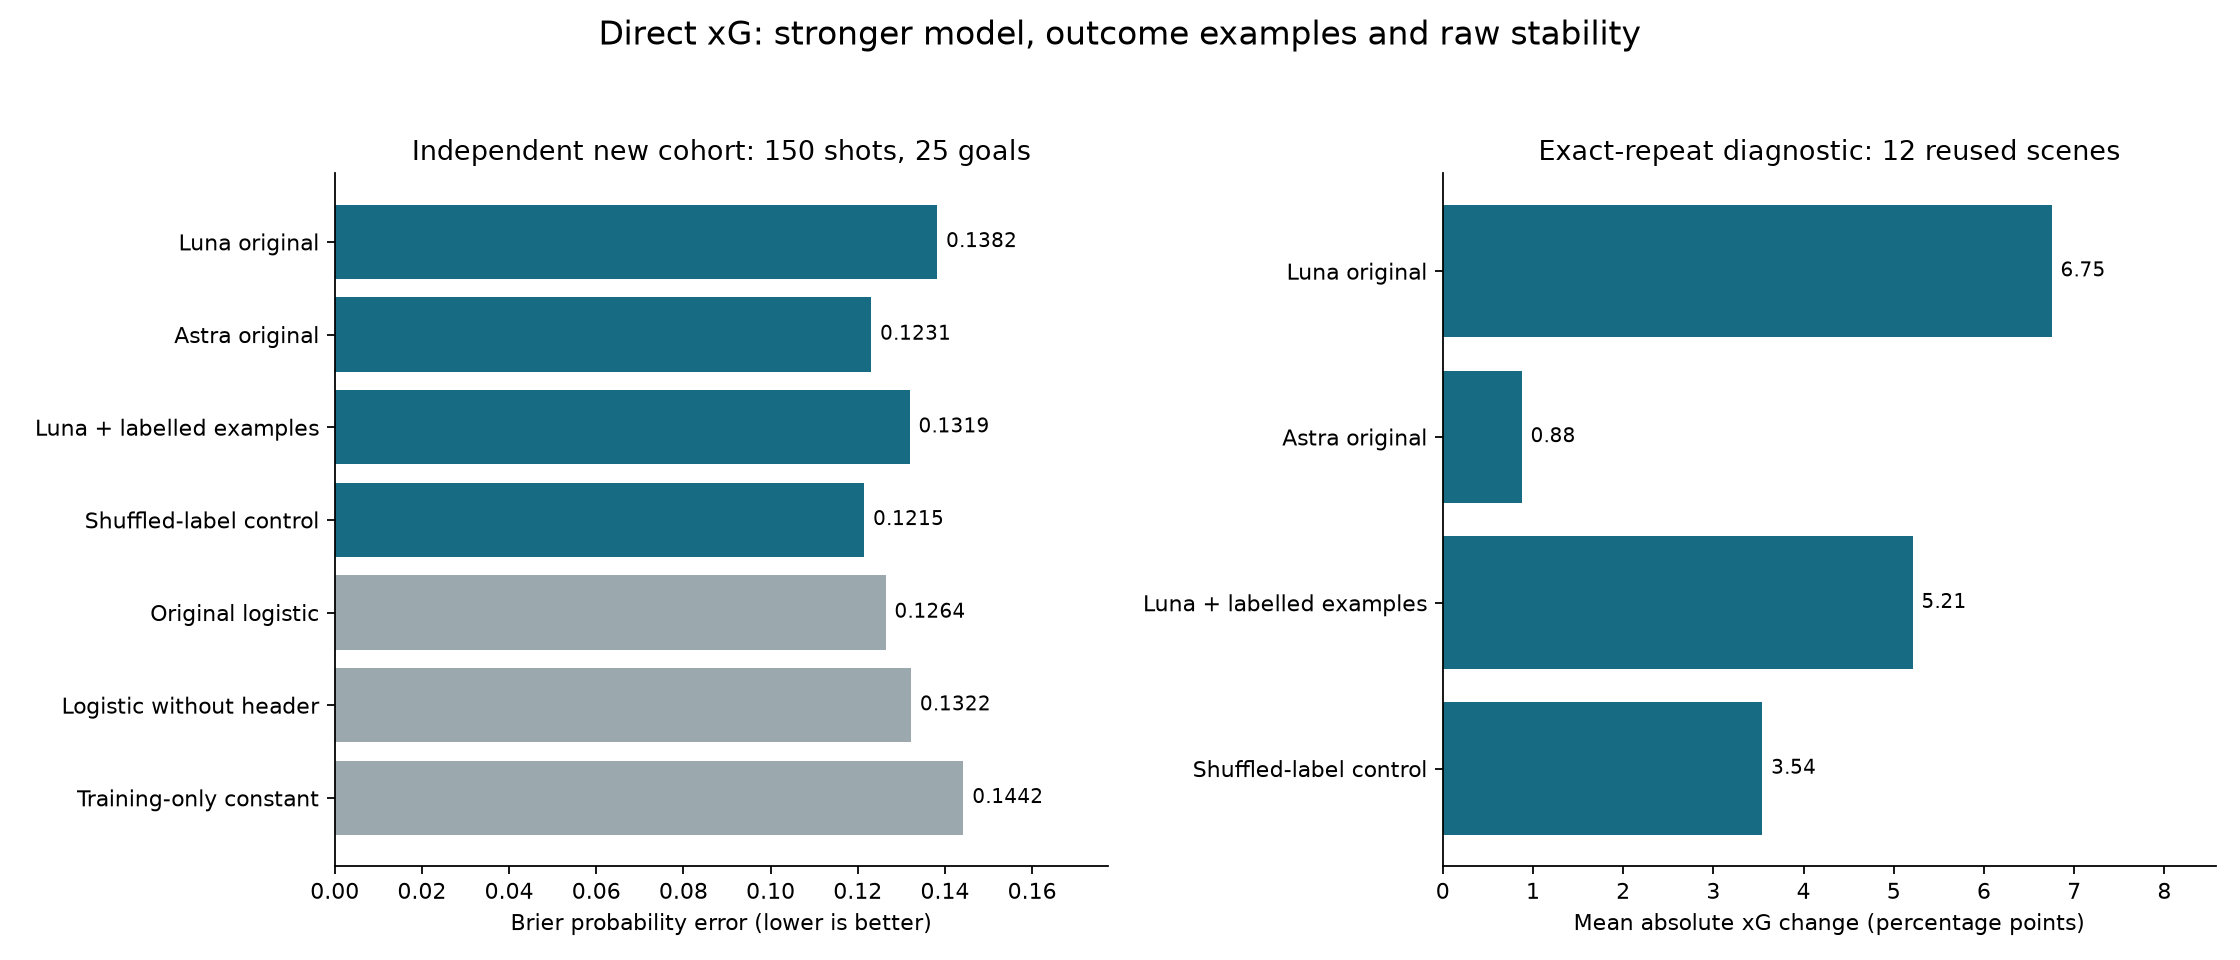 Direct xG: stronger model, outcome examples and raw stability
Independent new cohort: 150 shots, 25 goals
Luna original
0.1382
Astra original
0.1231
Luna + labelled examples
0.1319
Shuffled-label control
0.1215
Original logistic
0.1264
Logistic without header
0.1322
Training-only constant
0.1442
0.00 0.02 0.04 0.06 0.08 0.10 0.12 0.14 0.16
Brier probability error (lower is better)
Exact-repeat diagnostic: 12 reused scenes
Luna original
6.75
Astra original
0.88
Luna + labelled examples
5.21
Shuffled-label control
3.54
0 1 2 3 4 5 6 7 8
Mean absolute xG change (percentage points)